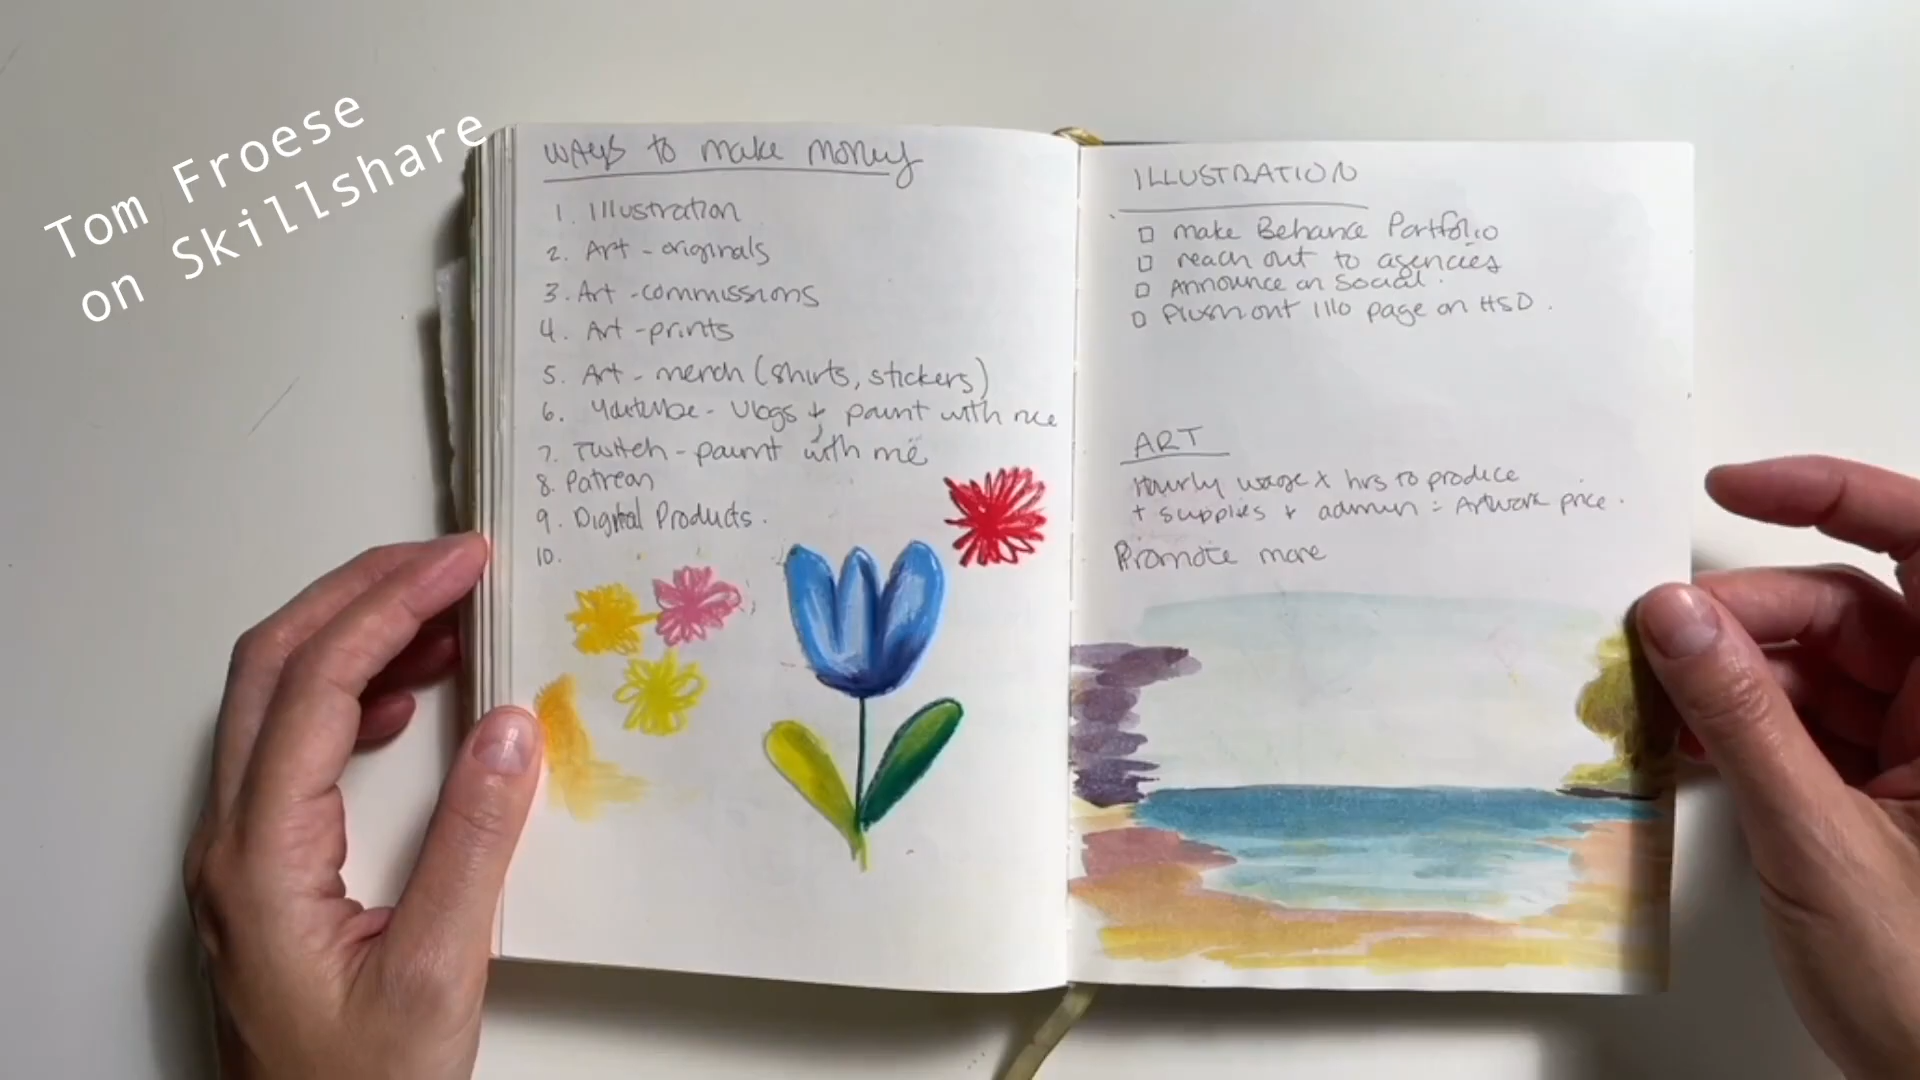 Tom Froese
on Skillshare
WAYS to make money
1. Illustration
2. Art - originals
3. Art - commissions
4. Art - prints
5. Art - merch (shirts, stickers)
6. Youtube - Vlogs + paint with me
7. Twitch - paint with me
8. Patreon
9. Digital Products.
10.
ILLUSTRATION
make Behance Portfolio
reach out to agencies
Announce on Social.
illo page on HSD.
ART
Hourly wage x hrs to produce
+ supplies + admin = Artwork price.
Promote more